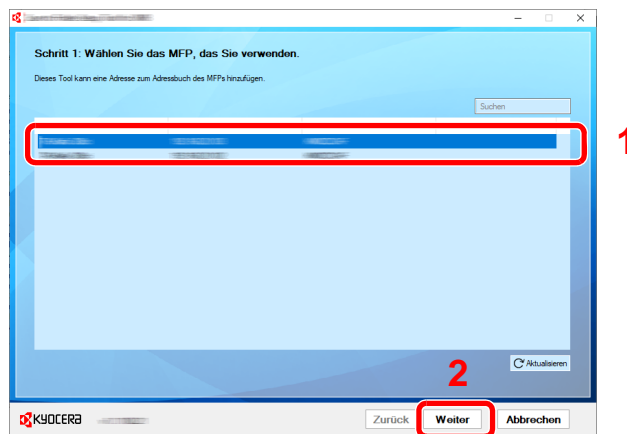 Schritt 1: Wählen Sie das MFP, das Sie verwenden.
Dieses Tool kann eine Adresse zum Adressbuch des MFPs hinzufügen.
Suchen
1
Aktualisieren
2
KYOCERA
Zurück Weiter Abbrechen